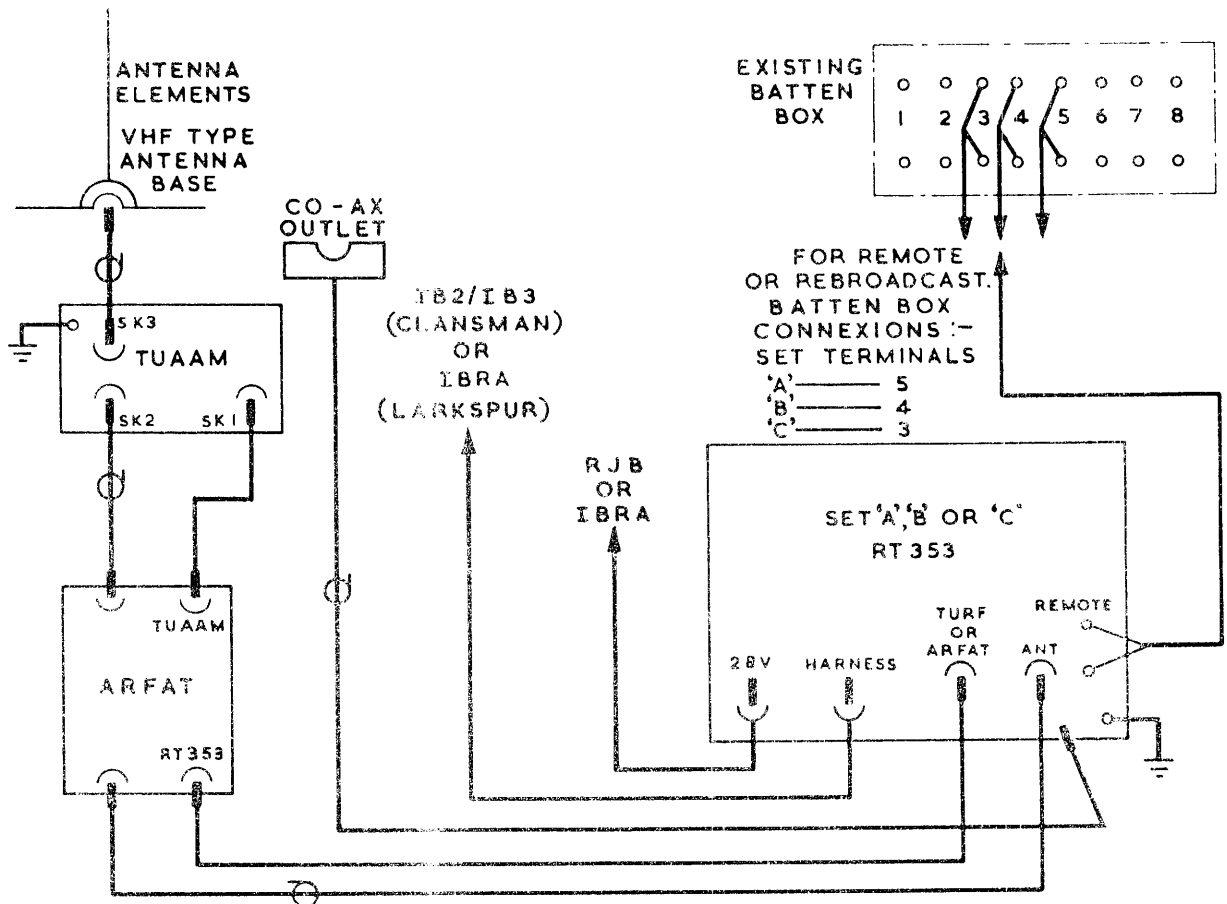 ANTENNA
ELEMENTS
VHF TYPE
ANTENNA
BASE
CO-AX
OUTLET
EXISTING
BATTEN
BOX
1 2 3 4 5 6 7 8
FOR REMOTE
OR REBROADCAST.
BATTEN BOX
CONNEXIONS :-
SET TERMINALS
'A' 5
'B' 4
'C' 3
IB2/IB3
(CLANSMAN)
OR
IBRA
(LARKSPUR)
SK3
TUAAM
SK2 SK1
RJB
OR
IBRA
SET 'A','B' OR 'C'
RT353
TURF
OR
ARFAT
ANT
REMOTE
28V
HARNESS
TUAAM
ARFAT
RT353